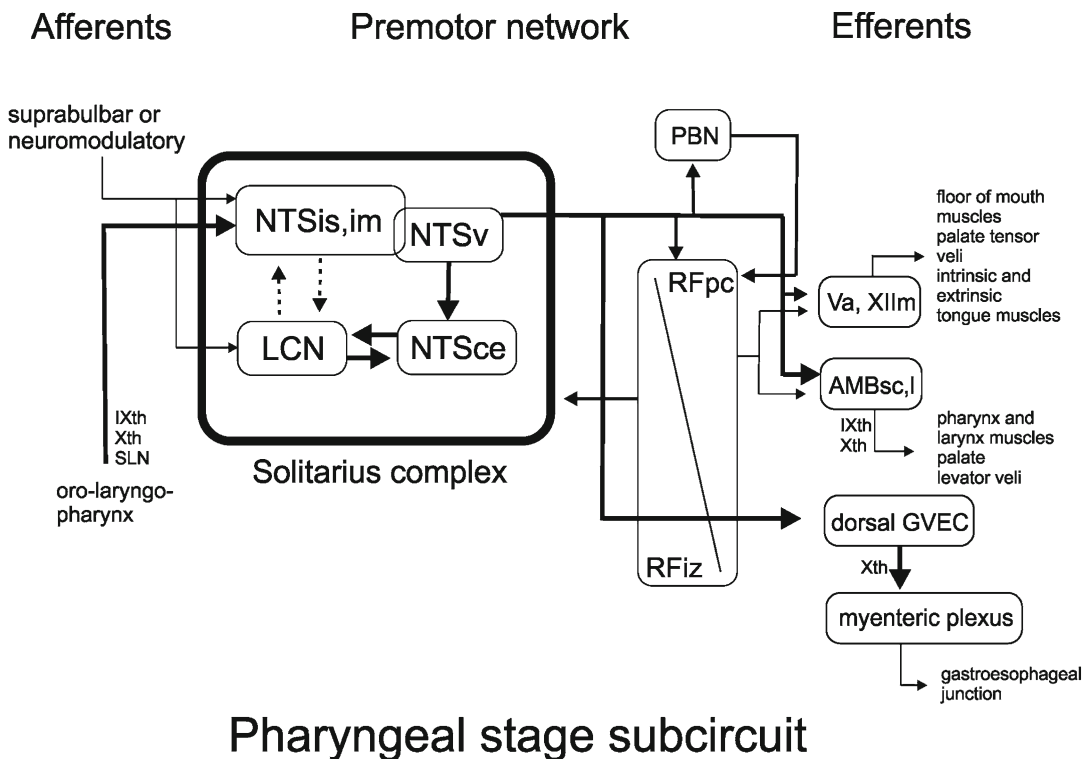 Afferents
Premotor network
Efferents
suprabulbar or
neuromodulatory
PBN
NTSis,im
NTSv
LCN
NTSce
RFpc
RFiz
floor of mouth
muscles
palate tensor
veli
intrinsic and
extrinsic
tongue muscles
Va, XIIm
AMBsc,l
IXth
Xth
pharynx and
larynx muscles
palate
levator veli
IXth
Xth
SLN
oro-laryngo-
pharynx
Solitarius complex
dorsal GVEC
Xth
myenteric plexus
gastroesophageal
junction
Pharyngeal stage subcircuit